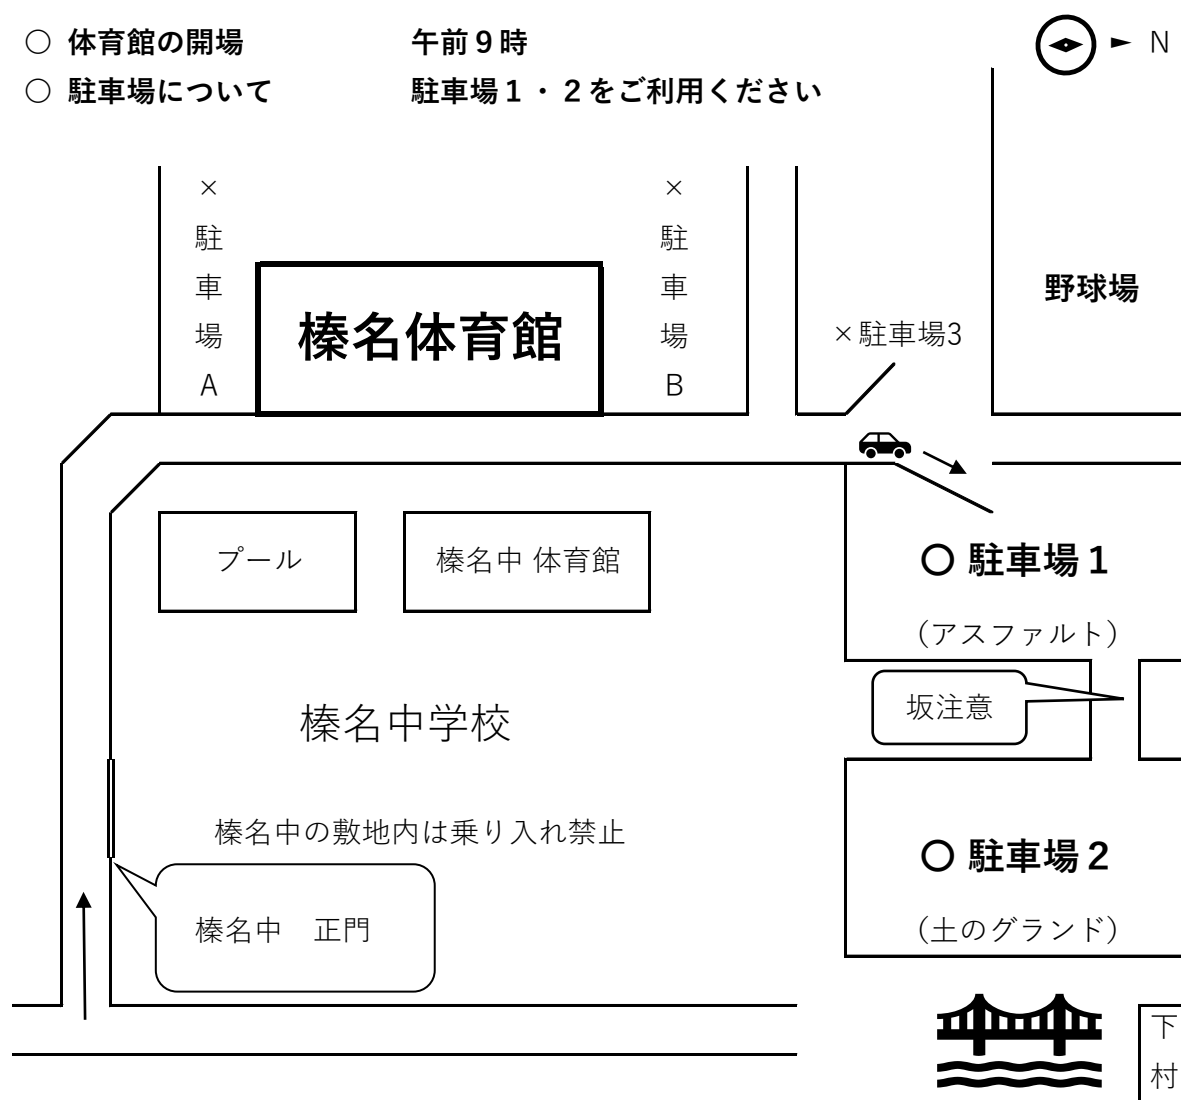 ○ 体育館の開場　午前９時
○ 駐車場について　駐車場１・２をご利用ください
N
×駐車場A
×駐車場B
榛名体育館
野球場
×駐車場3
プール
榛名中 体育館
○ 駐車場１
（アスファルト）
坂注意
榛名中学校
榛名中の敷地内は乗り入れ禁止
○ 駐車場２
（土のグランド）
榛名中　正門
下村